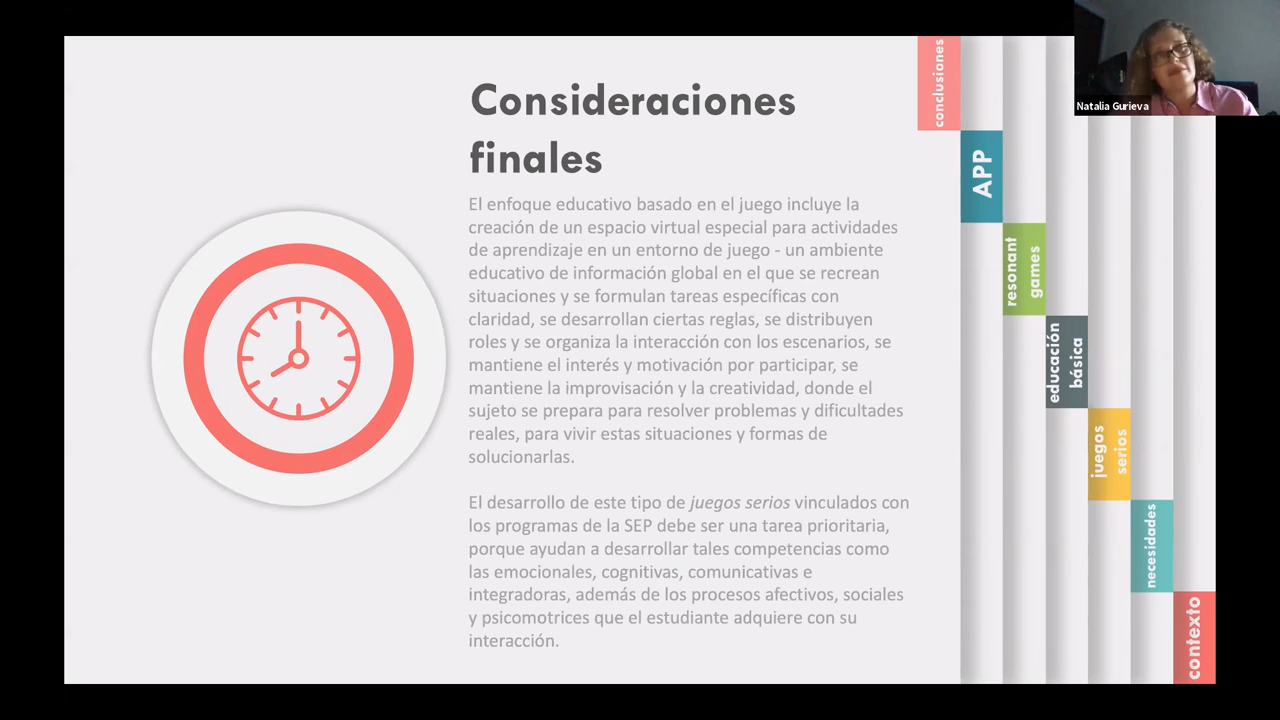 Consideraciones
finales
El enfoque educativo basado en el juego incluye la
creación de un espacio virtual especial para actividades
de aprendizaje en un entorno de juego - un ambiente
educativo de información global en el que se recrean
situaciones y se formulan tareas específicas con
claridad, se desarrollan ciertas reglas, se distribuyen
roles y se organiza la interacción con los escenarios, se
mantiene el interés y motivación por participar, se
mantiene la improvisación y la creatividad, donde el
sujeto se prepara para resolver problemas y dificultades
reales, para vivir estas situaciones y formas de
solucionarlas.
El desarrollo de este tipo de juegos serios vinculados con
los programas de la SEP debe ser una tarea prioritaria,
porque ayudan a desarrollar tales competencias como
las emocionales, cognitivas, comunicativas e
integradoras, además de los procesos afectivos, sociales
y psicomotrices que el estudiante adquiere con su
interacción.
conclusiones
APP
resonant
games
educación
básica
juegos
serios
necesidades
contexto
Natalia Gurieva